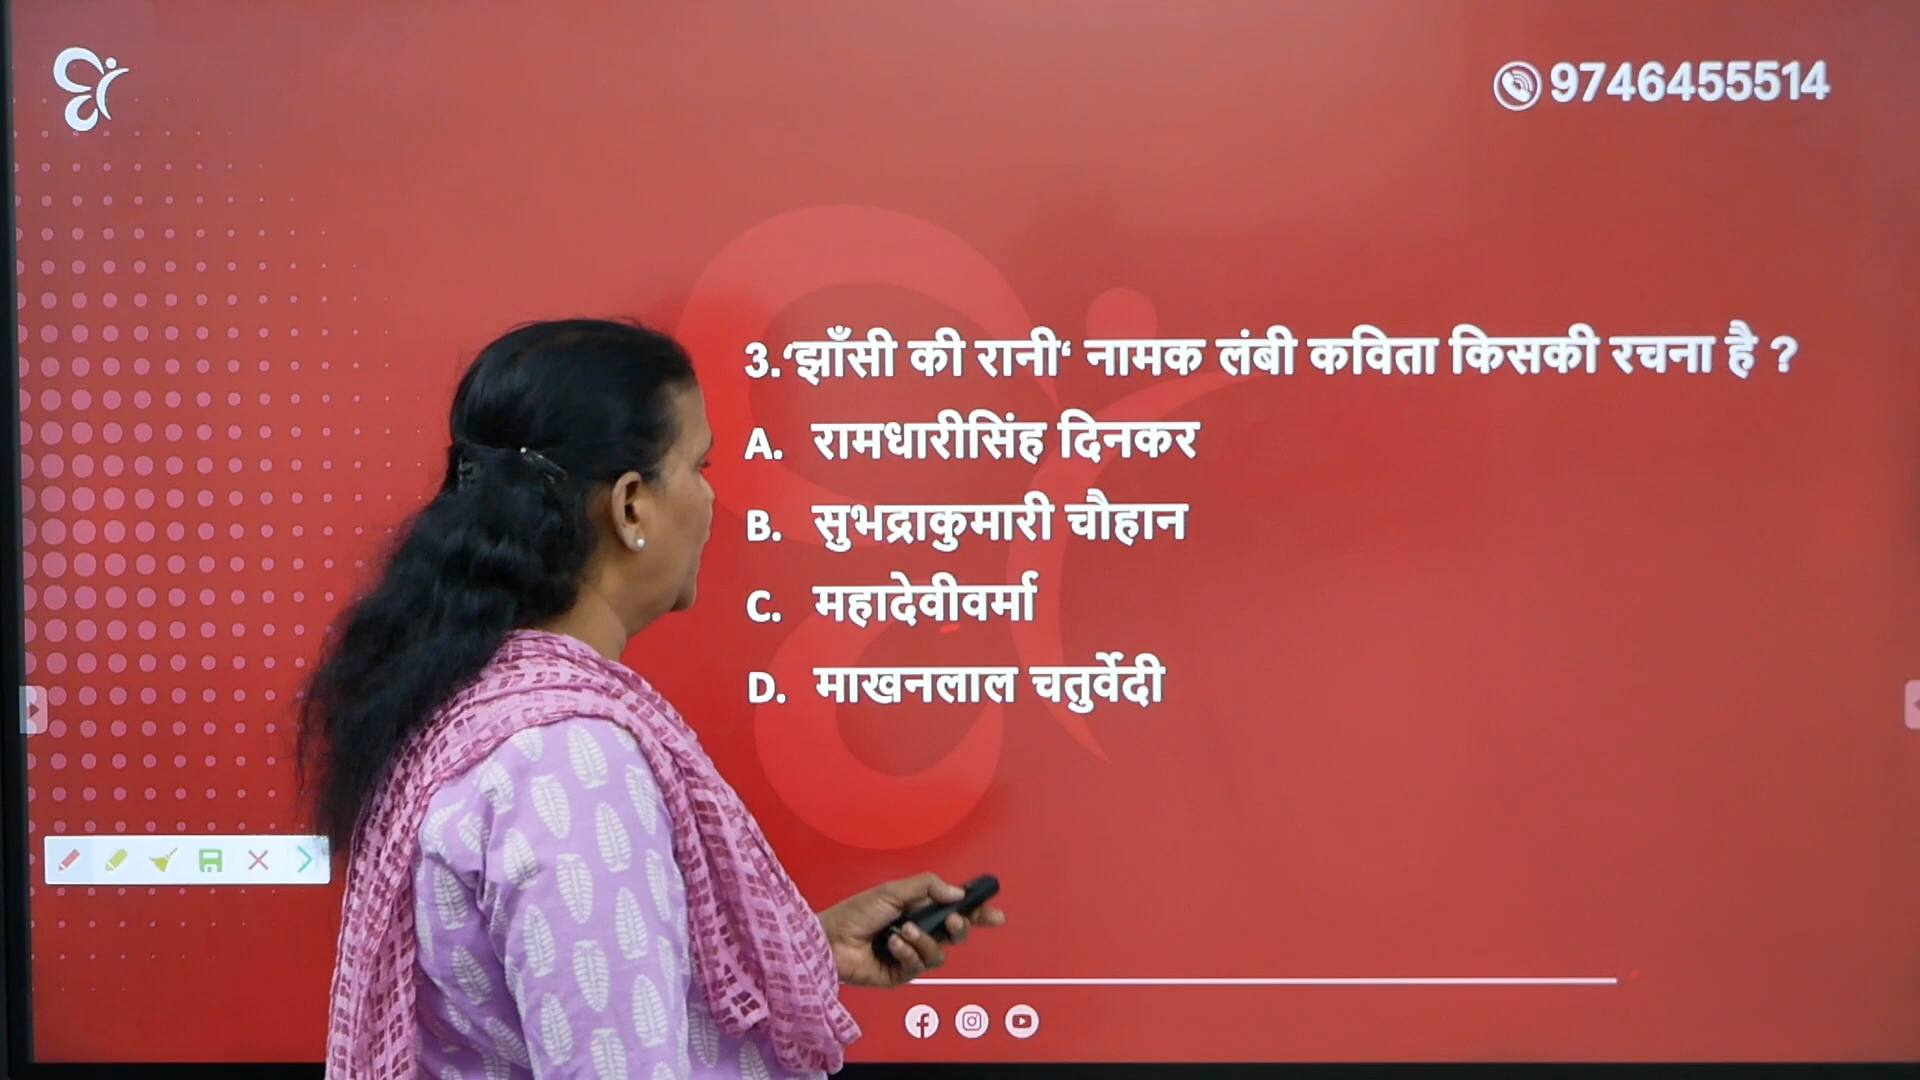 9746455514
3.‘झाँसी की रानी‘ नामक लंबी कविता किसकी रचना है ?
A. रामधारीसिंह दिनकर
B. सुभद्राकुमारी चौहान
C. महादेवीवर्मा
D. माखनलाल चतुर्वेदी